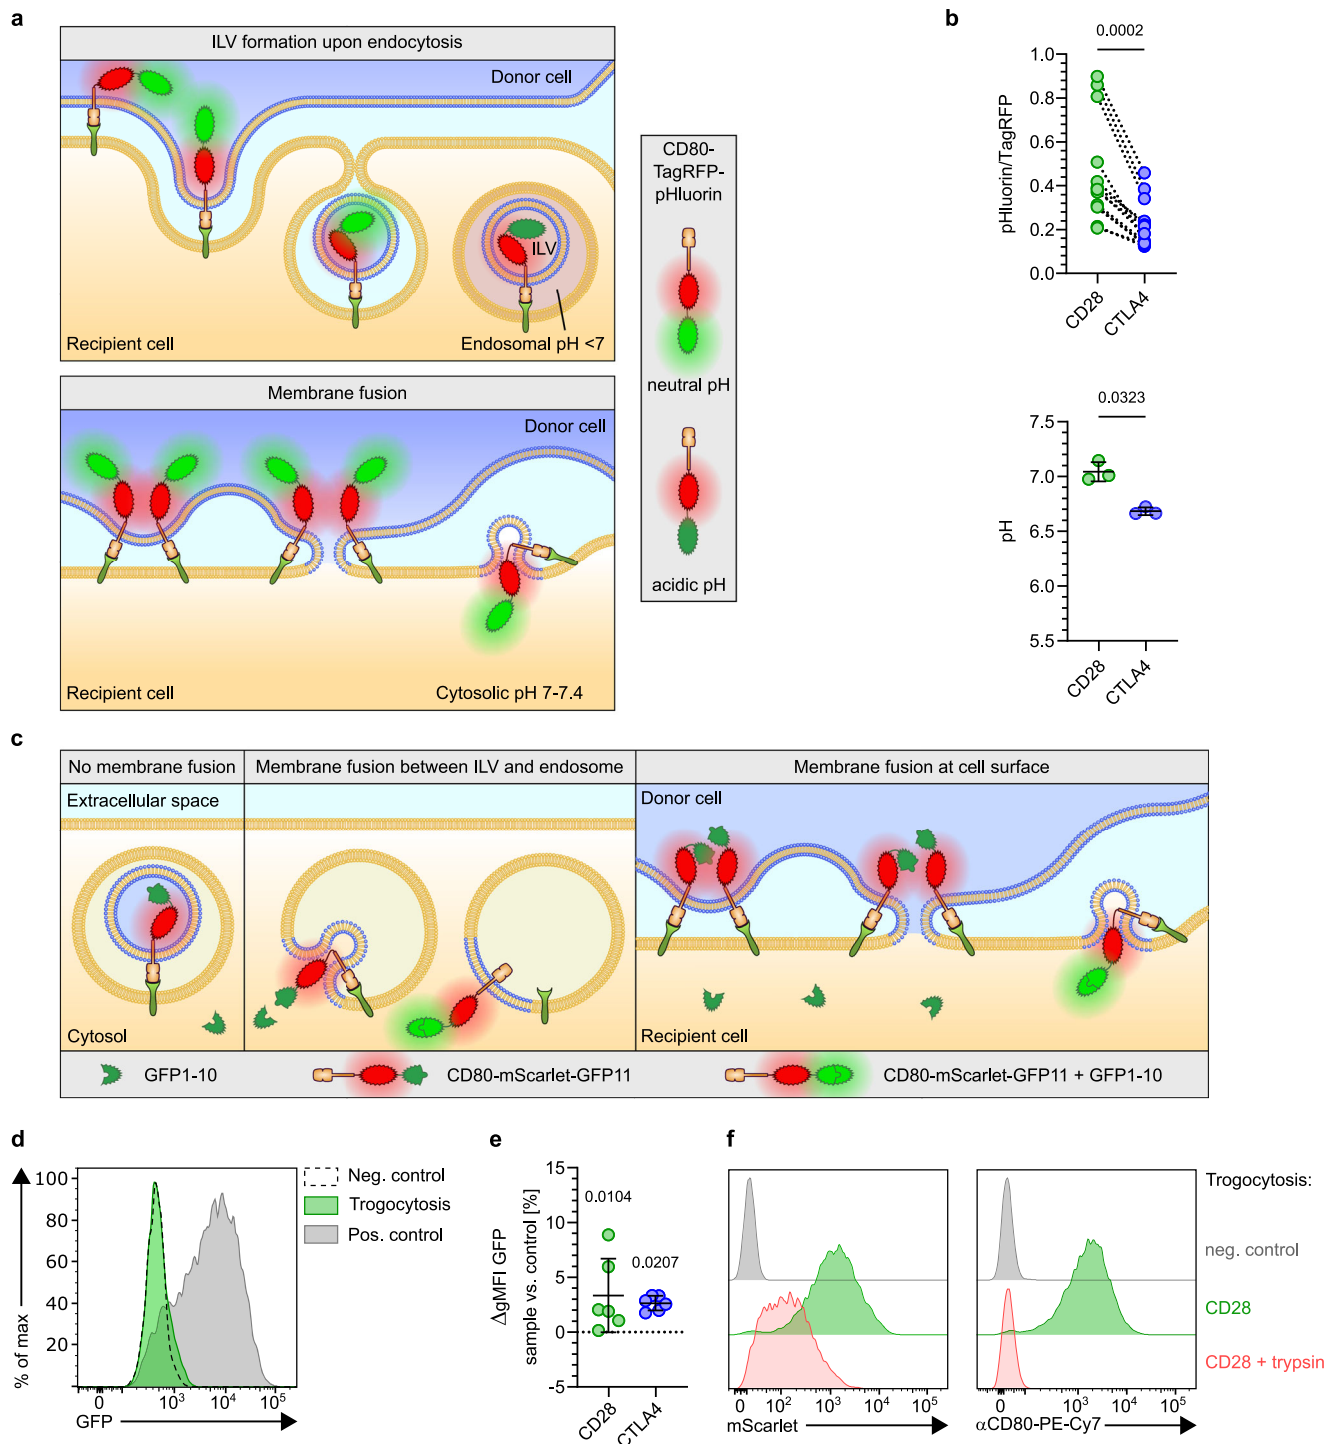 a
ILV formation upon endocytosis
Donor cell
ILV
Recipient cell
Endosomal pH <7
Membrane fusion
Donor cell
Recipient cell
Cytosolic pH 7-7.4
CD80-
TagRFP-
pHluorin
neutral pH
acidic pH
b
0.0002
pHluorin/TagRFP
1.0
0.8
0.6
0.4
0.2
0.0
CD28
CTLA4
0.0323
pH
7.5
7.0
6.5
6.0
5.5
CD28
CTLA4
c
No membrane fusion
Membrane fusion between ILV and endosome
Membrane fusion at cell surface
Extracellular space
Donor cell
Cytosol
Recipient cell
GFP1-10
CD80-mScarlet-GFP11
CD80-mScarlet-GFP11 + GFP1-10
d
% of max
100
80
60
40
20
0 10³ 10⁴ 10⁵
GFP
Neg. control
Trogocytosis
Pos. control
e
ΔgMFI GFP
sample vs. control [%]
15
10
5
0
-5
0.0104
0.0207
CD28
CTLA4
f
0 10² 10³ 10⁴ 10⁵
mScarlet
0 10³ 10⁴ 10⁵
αCD80-PE-Cy7
Trogocytosis:
neg. control
CD28
CD28 + trypsin